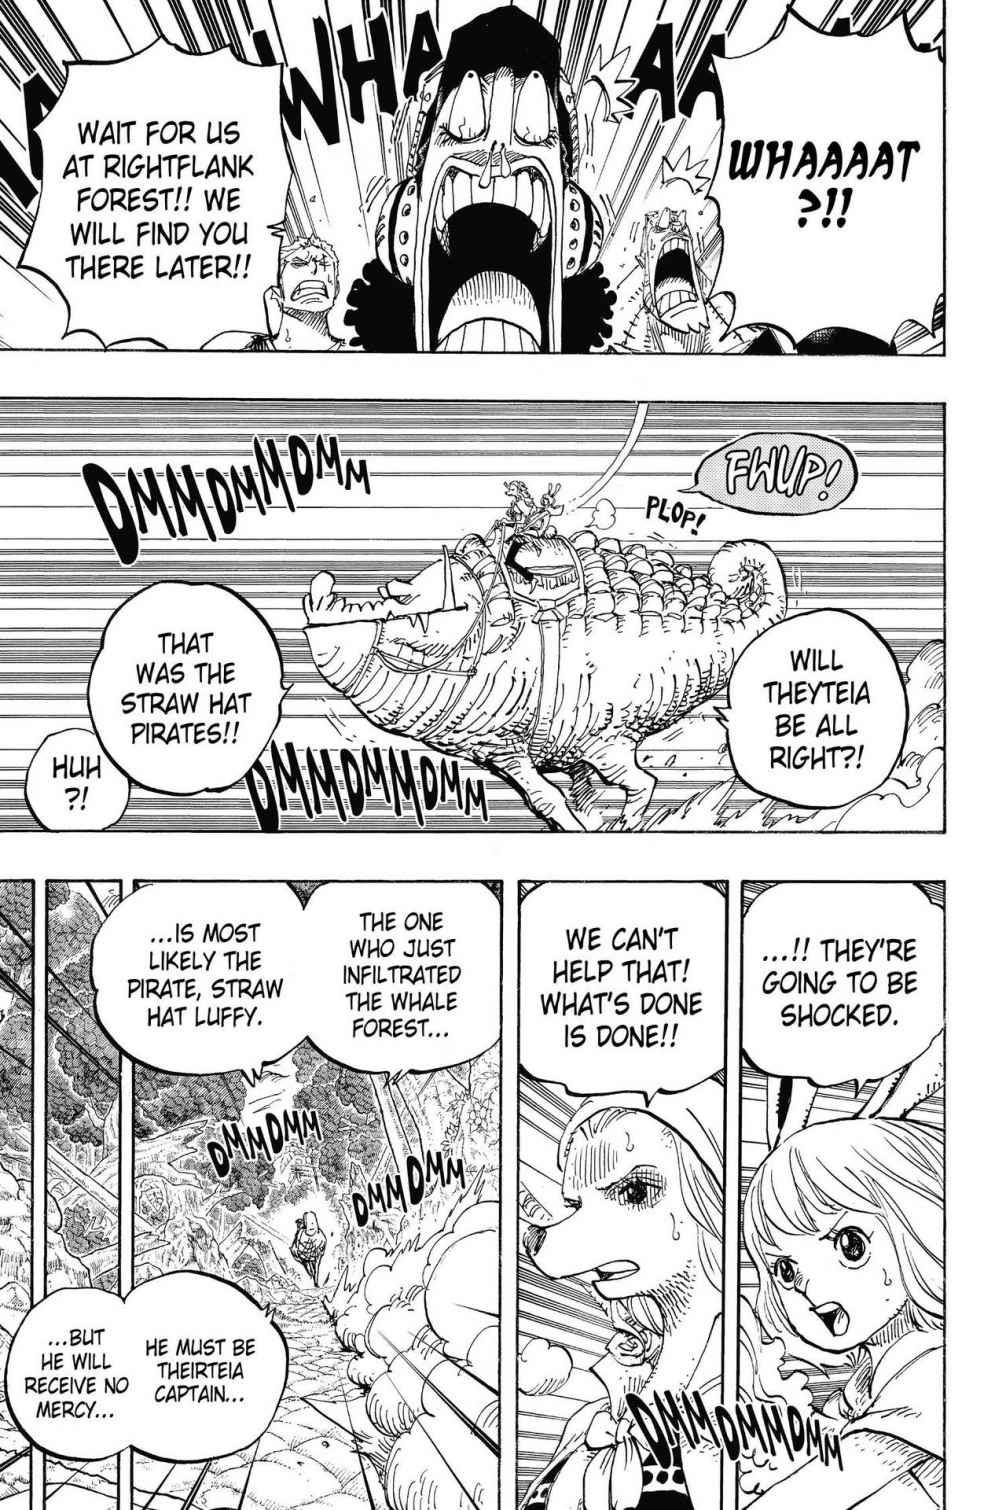 WHAAAAT
?!!
WHA
AA
WAIT FOR US
AT RIGHTFLANK
FOREST!! WE
WILL FIND YOU
THERE LATER!!
FWUP!
PLOP!
DMMDMMDMM
WILL
THEYTEIA
BE ALL
RIGHT?!
THAT
WAS THE
STRAW HAT
PIRATES!!
HUH
?!
DMMDMMDMM
...!! THEY'RE
GOING TO BE
SHOCKED.
WE CAN'T
HELP THAT!
WHAT'S DONE
IS DONE!!
DMMDMMDMM
THE ONE
WHO JUST
INFILTRATED
THE WHALE
FOREST...
...IS MOST
LIKELY THE
PIRATE, STRAW
HAT LUFFY.
DMMDMM
DMMDMM
HE MUST BE
THEIRTEIA
CAPTAIN...
...BUT
HE WILL
RECEIVE NO
MERCY...